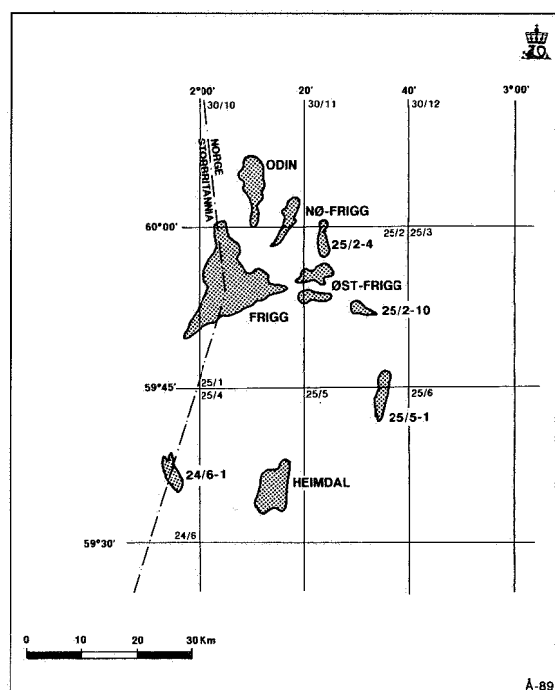 2°00' 20' 40' 3°00'
30/10 30/11 30/12
NORGE
STORBRITANNIA
ODIN
NØ-FRIGG
60°00'
25/2 25/3
25/2-4
ØST-FRIGG
FRIGG
25/2-10
59°45'
25/1
25/4 25/5 25/6
25/5-1
24/6-1
HEIMDAL
59°30'
24/6
0 10 20 30 Km
Å-89